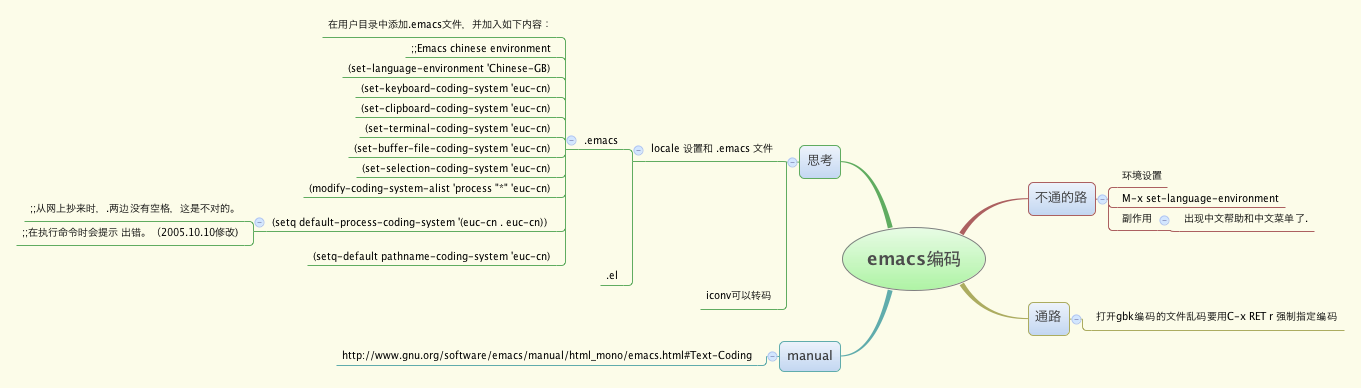 emacs编码
思考
locale 设置和 .emacs 文件
.emacs
在用户目录中添加.emacs文件，并加入如下内容：
;;Emacs chinese environment
(set-language-environment 'Chinese-GB)
(set-keyboard-coding-system 'euc-cn)
(set-clipboard-coding-system 'euc-cn)
(set-terminal-coding-system 'euc-cn)
(set-buffer-file-coding-system 'euc-cn)
(set-selection-coding-system 'euc-cn)
(modify-coding-system-alist 'process "*" 'euc-cn)
(setq default-process-coding-system '(euc-cn . euc-cn))
;;从网上抄来时，.两边没有空格，这是不对的。
;;在执行命令时会提示 出错。（2005.10.10修改)
(setq-default pathname-coding-system 'euc-cn)
.el
iconv可以转码
manual
http://www.gnu.org/software/emacs/manual/html_mono/emacs.html#Text-Coding
不通的路
环境设置
M-x set-language-environment
副作用
出现中文帮助和中文菜单了.
通路
打开gbk编码的文件乱码要用C-x RET r 强制指定编码